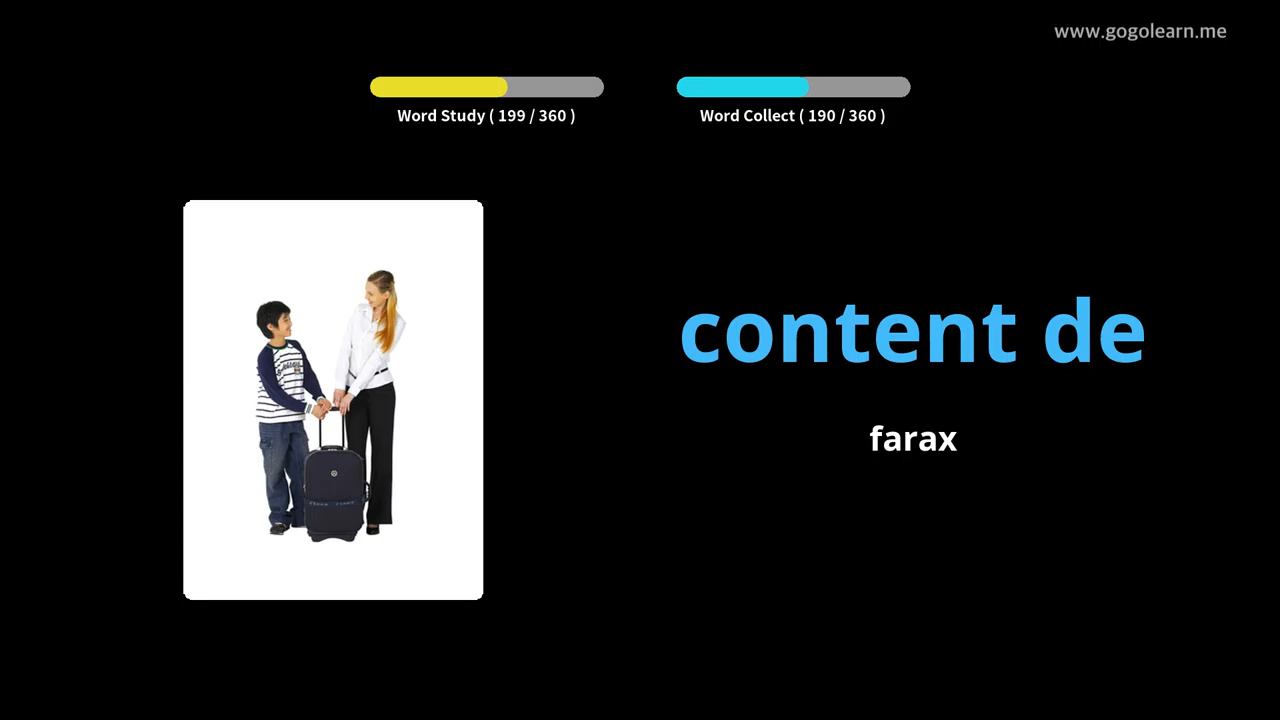 www.gogolearn.me
Word Study ( 199 / 360 )
Word Collect ( 190 / 360 )
content de
farax